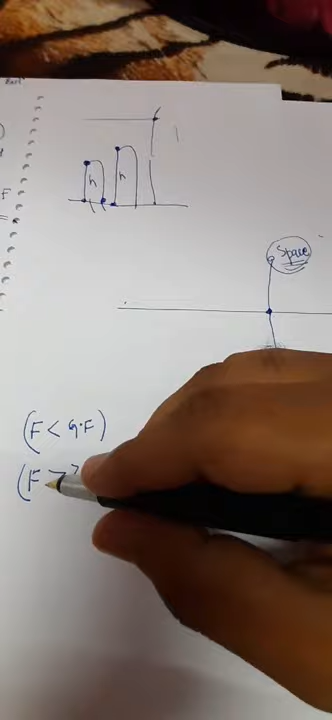 F
h h
Space
(F < G.F)
(F >